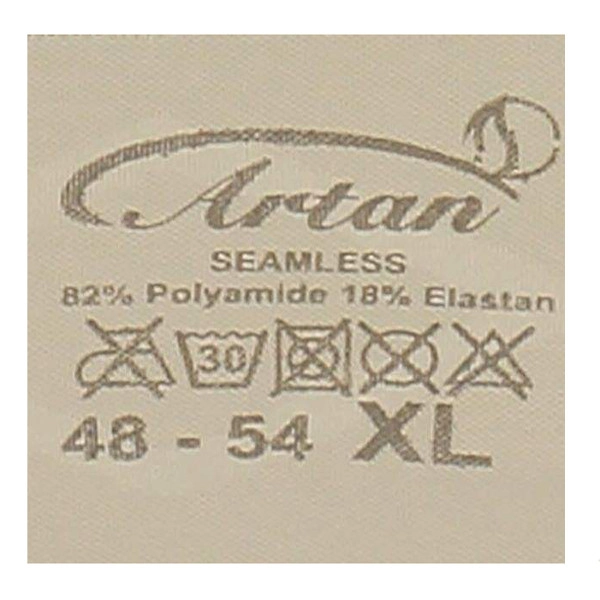 Artan
SEAMLESS
82% Polyamide 18% Elastan
30
48 - 54 XL